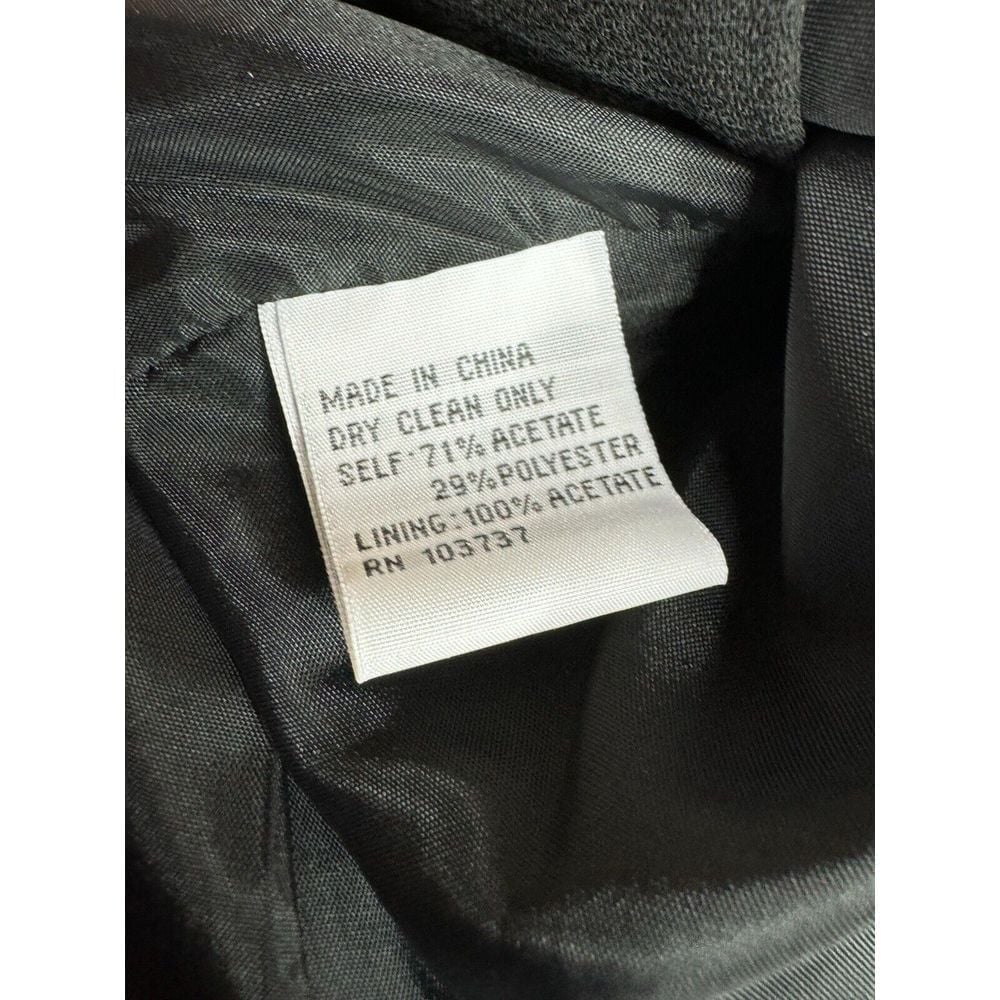 MADE IN CHINA
DRY CLEAN ONLY
SELF:71% ACETATE
29%POLYESTER
LINING:100% ACETATE
RN 103737